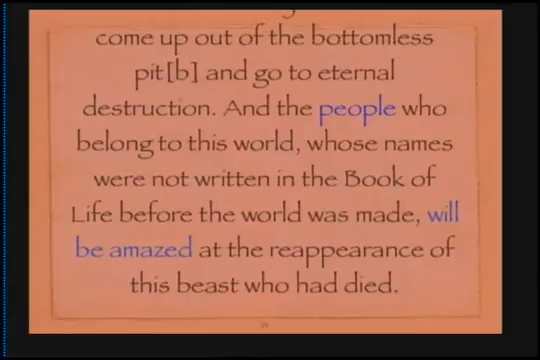 come up out of the bottomless
pit[b] and go to eternal
destruction. And the people who
belong to this world, whose names
were not written in the Book of
Life before the world was made, will
be amazed at the reappearance of
this beast who had died.